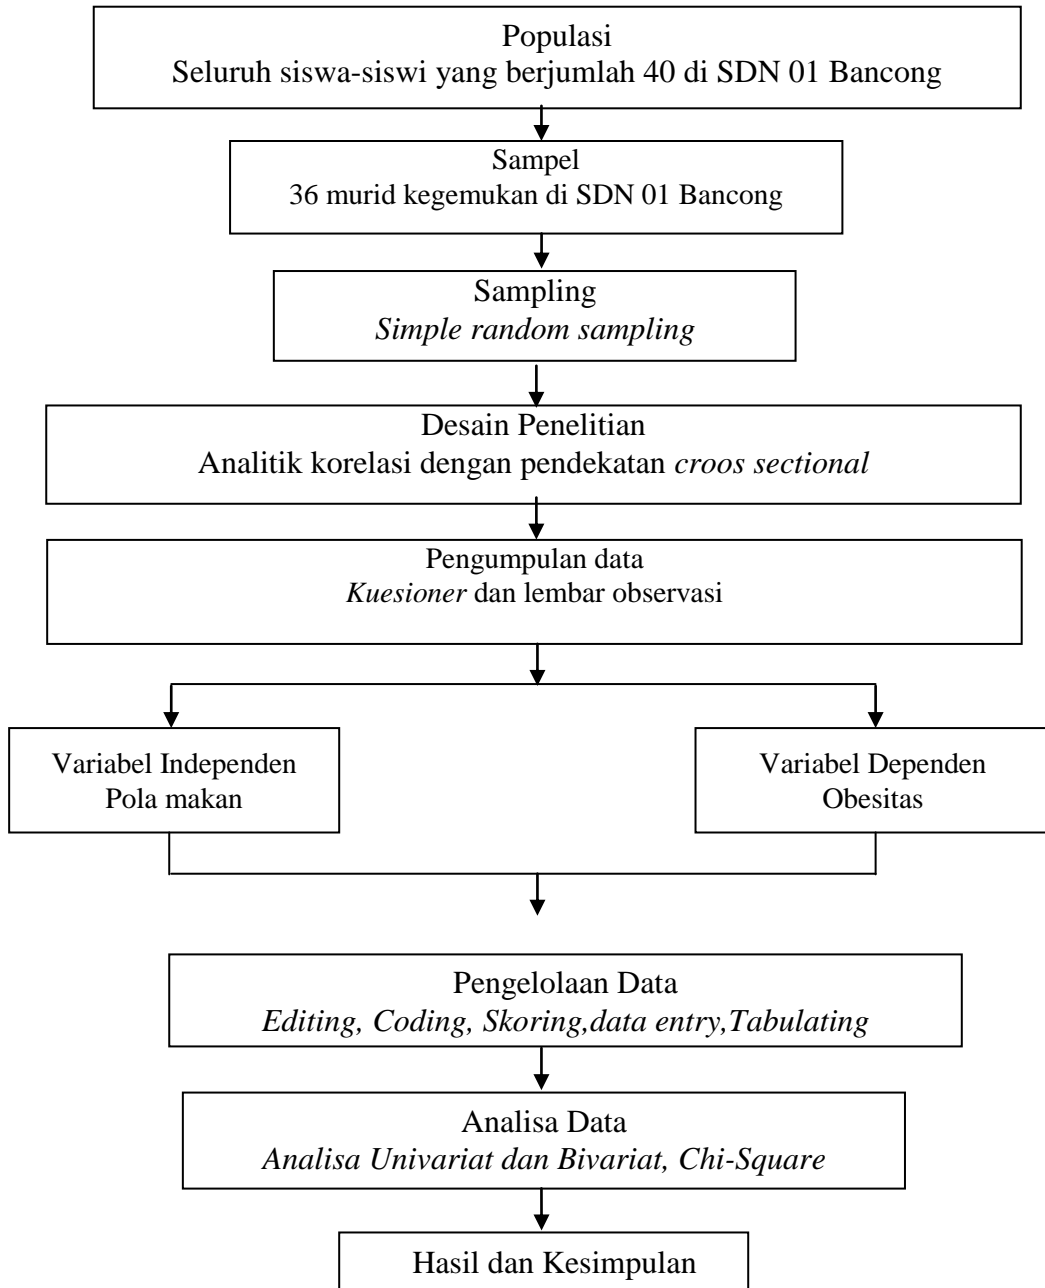 Populasi
Seluruh siswa-siswi yang berjumlah 40 di SDN 01 Bancong
Sampel
36 murid kegemukan di SDN 01 Bancong
Sampling
Simple random sampling
Desain Penelitian
Analitik korelasi dengan pendekatan croos sectional
Pengumpulan data
Kuesioner dan lembar observasi
Variabel Independen
Pola makan
Variabel Dependen
Obesitas
Pengelolaan Data
Editing, Coding, Skoring,data entry,Tabulating
Analisa Data
Analisa Univariat dan Bivariat, Chi-Square
Hasil dan Kesimpulan